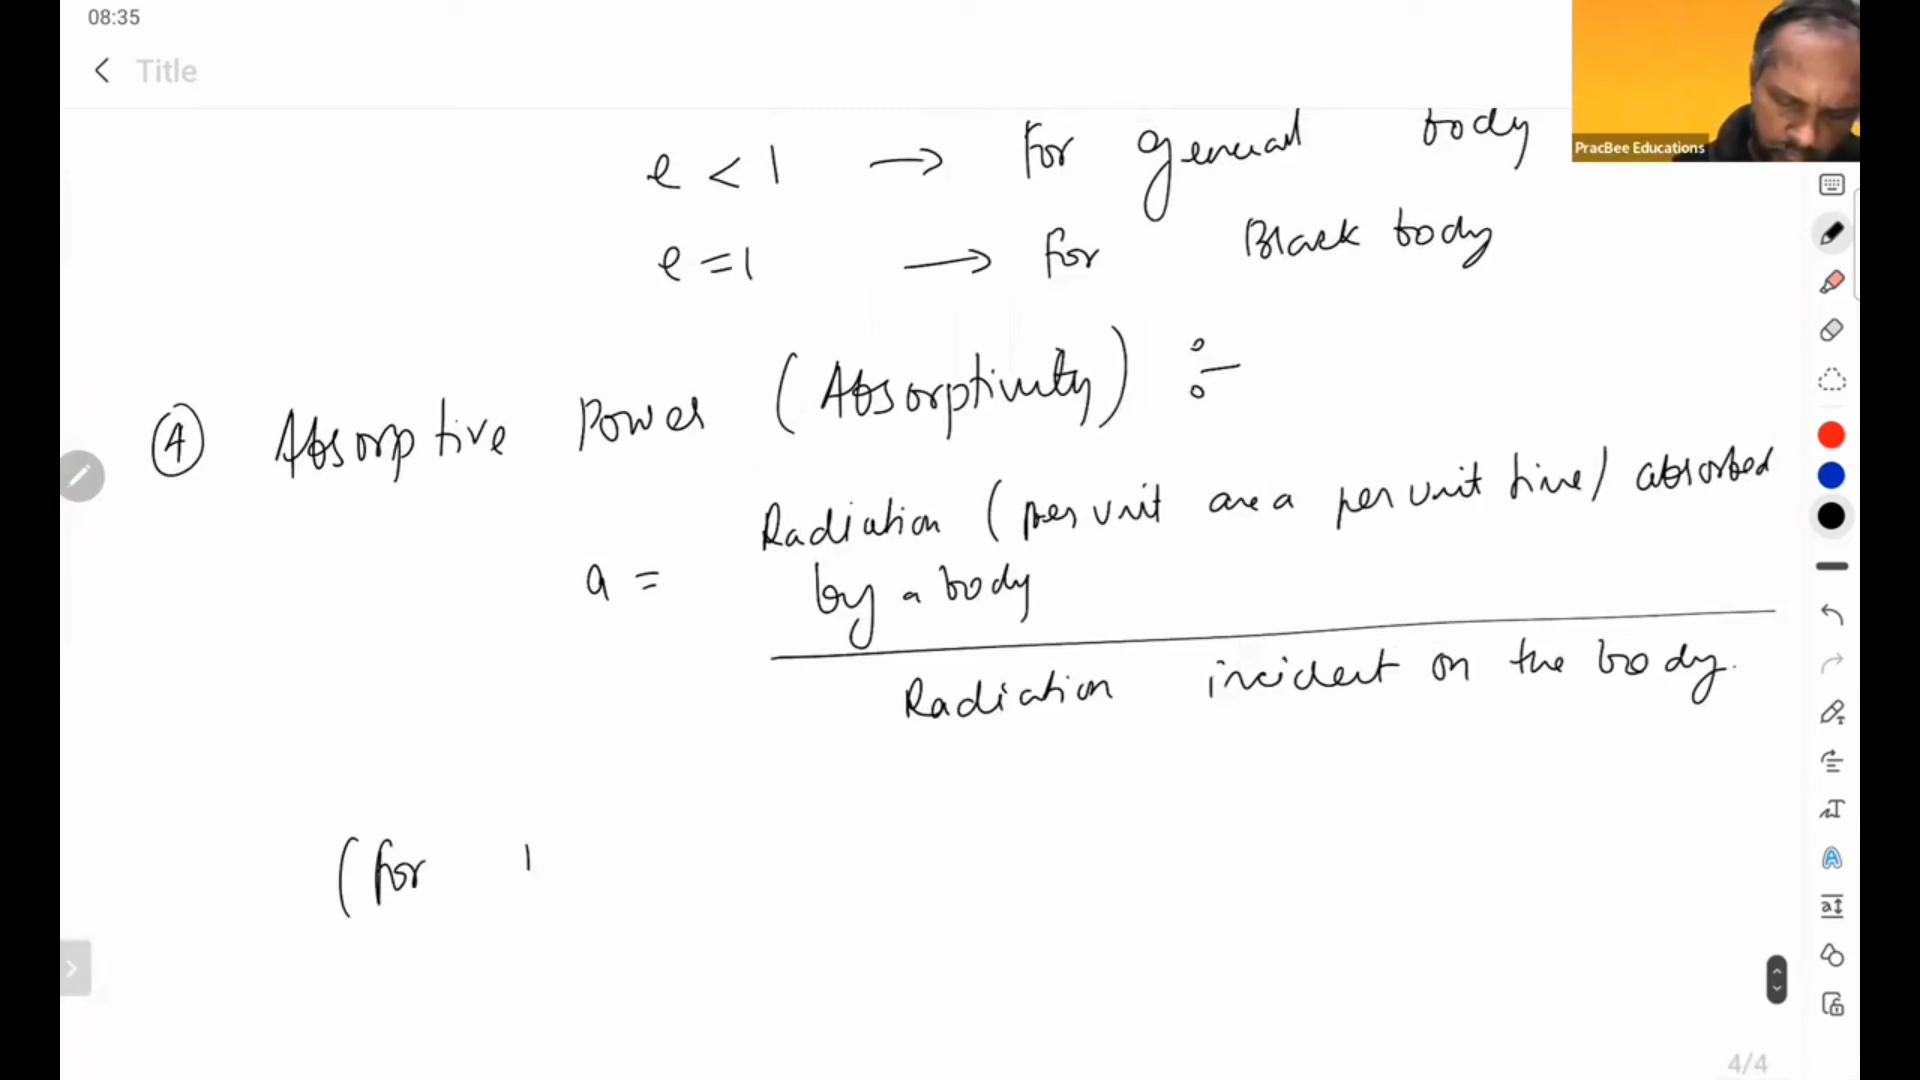 08:35
Title
PracBee Educations
e < 1 → For general body
e = 1 → for Black body
④ Absorptive Power (Absorptivity) :-
Radiation (per unit area per unit time) absorbed
a = by a body
Radiation incident on the body.
(for
4/4